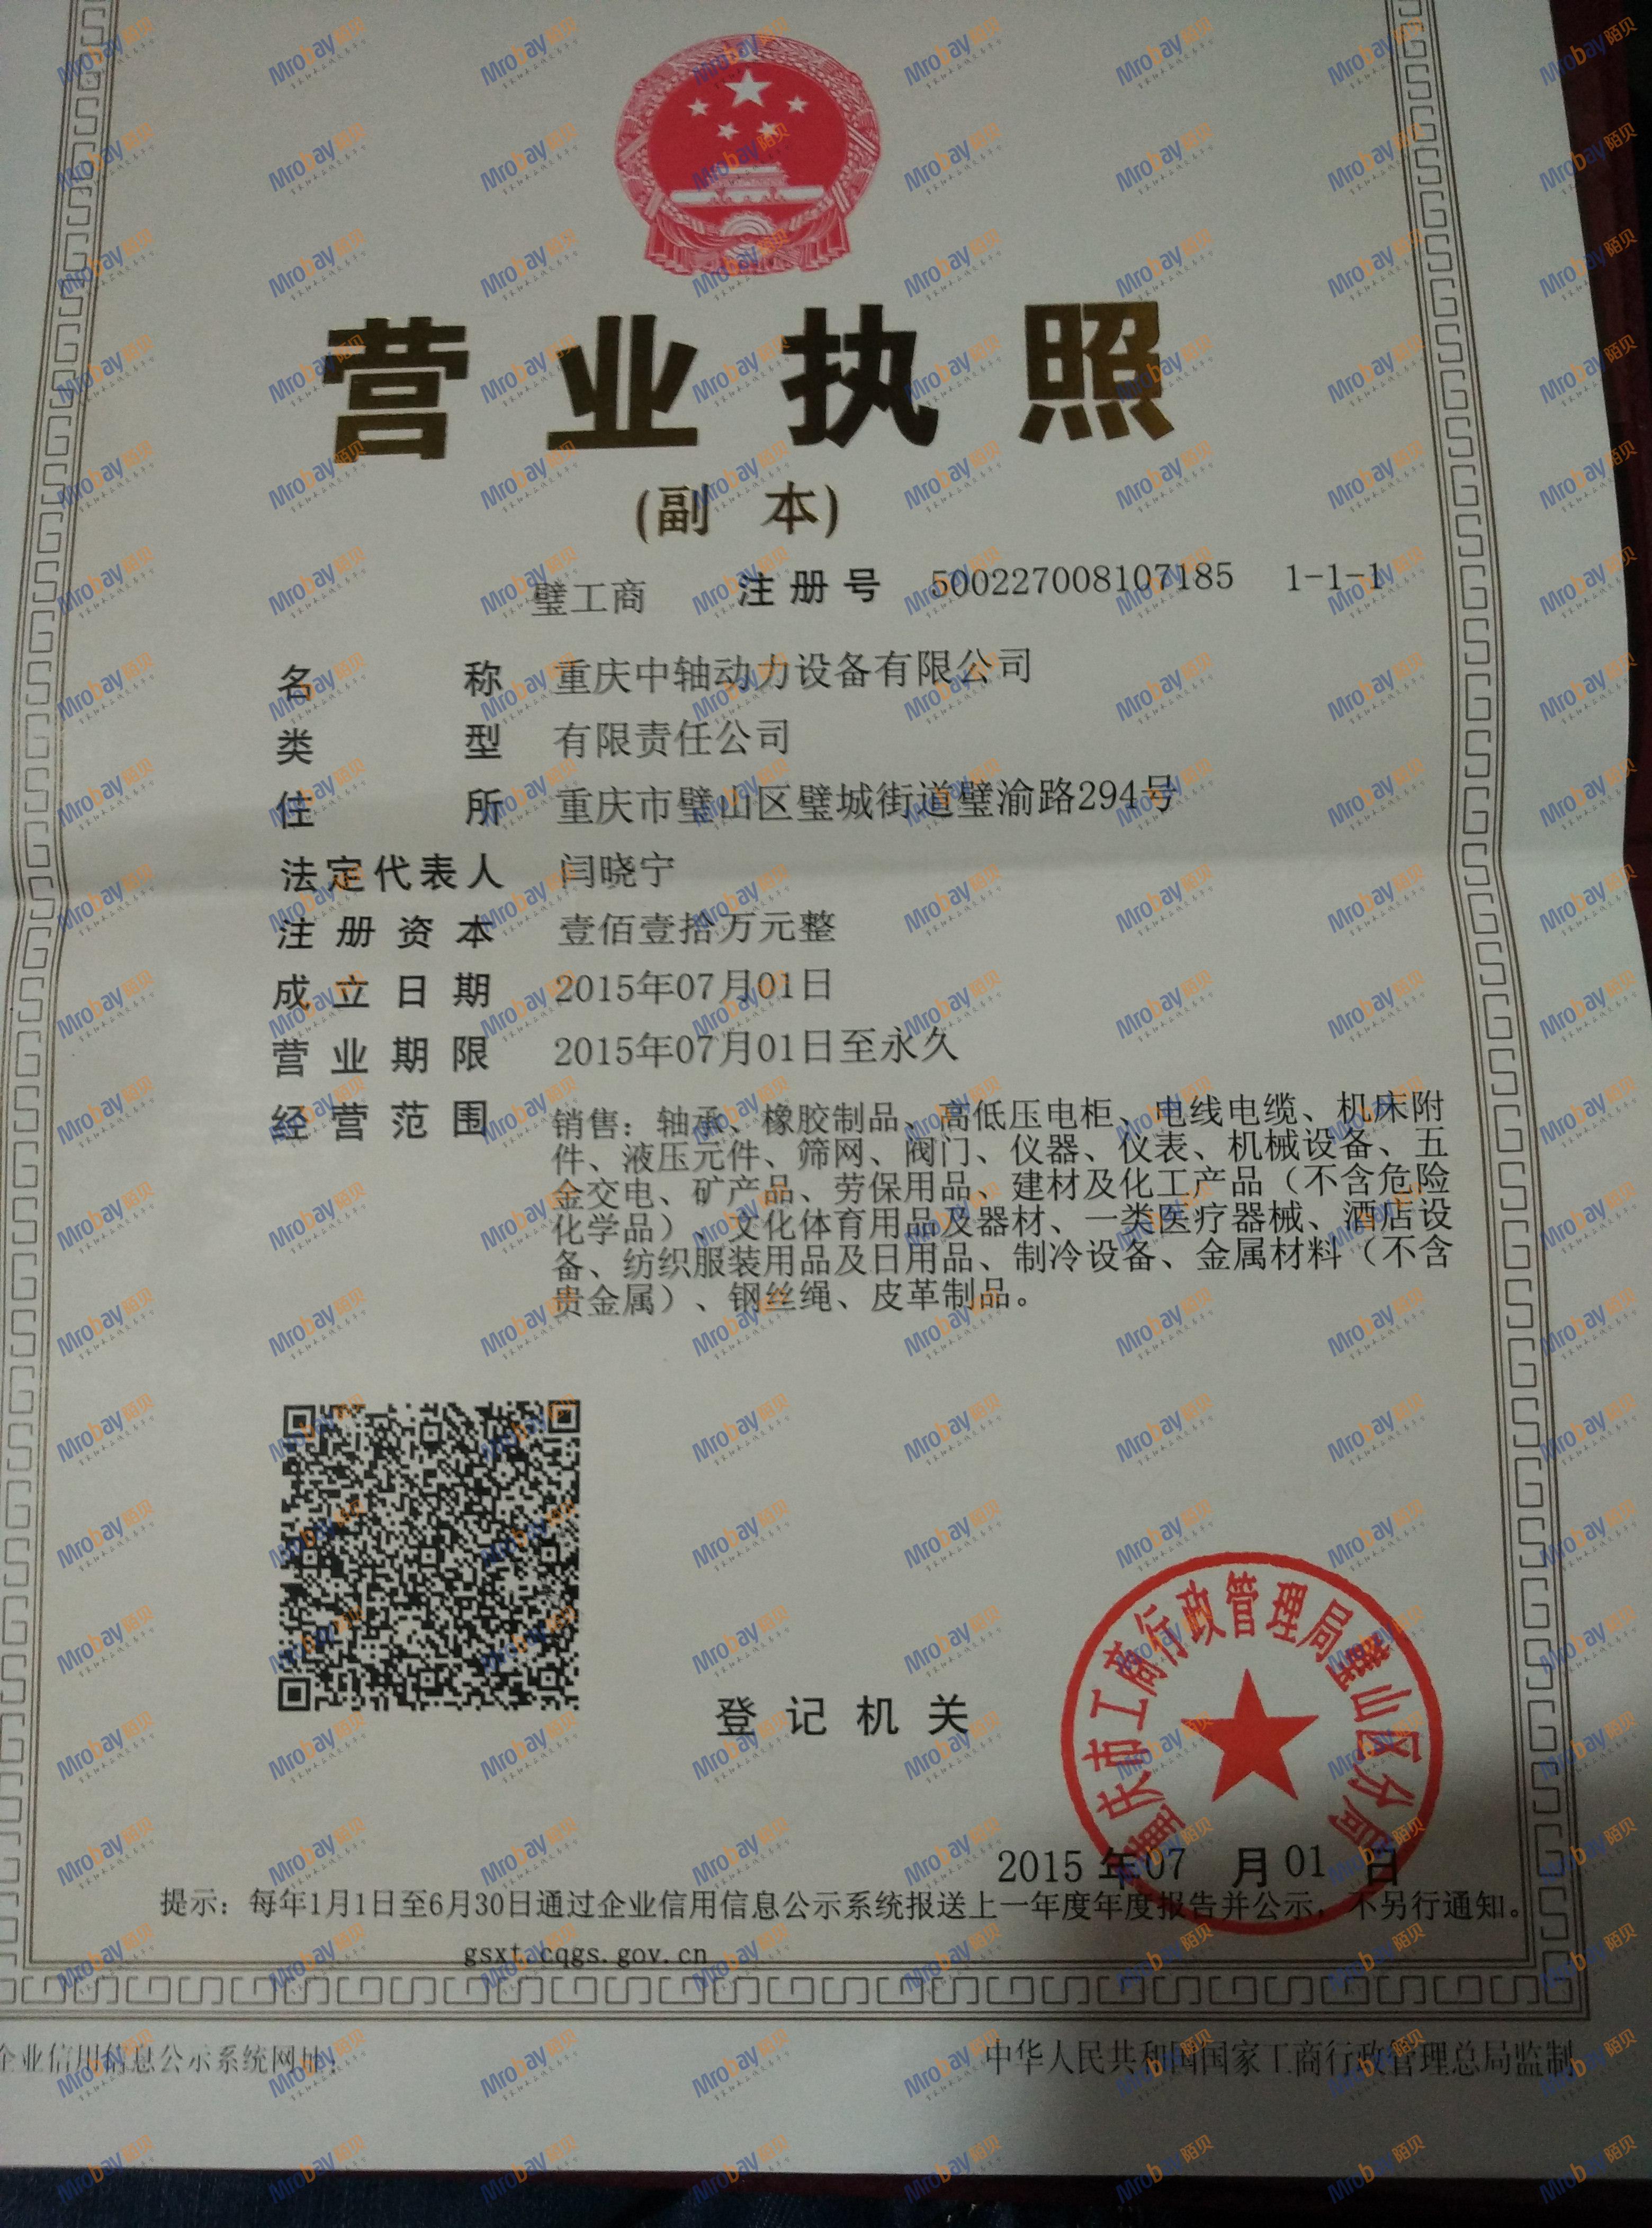 营业执照
(副 本)
璧工商 注册号 500227008107185 1-1-1
名 称 重庆中轴动力设备有限公司
类 型 有限责任公司
住 所 重庆市璧山区璧城街道璧渝路294号
法定代表人 闫晓宁
注册资本 壹佰壹拾万元整
成立日期 2015年07月01日
营业期限 2015年07月01日至永久
经营范围 销售：轴承、橡胶制品、高低压电柜、电线电缆、机床附
件、液压元件、筛网、阀门、仪器、仪表、机械设备、五
金交电、矿产品、劳保用品、建材及化工产品（不含危险
化学品）、文化体育用品及器材、一类医疗器械、酒店设
备、纺织服装用品及日用品、制冷设备、金属材料（不含
贵金属）、钢丝绳、皮革制品。
登记机关
重庆市工商行政管理局璧山区分局
2015 年 07 月 01 日
提示：每年1月1日至6月30日通过企业信用信息公示系统报送上一年度年度报告并公示，不另行通知。
gsxt.cqgs.gov.cn
企业信用信息公示系统网址：
中华人民共和国国家工商行政管理总局监制
Mrobay陌贝